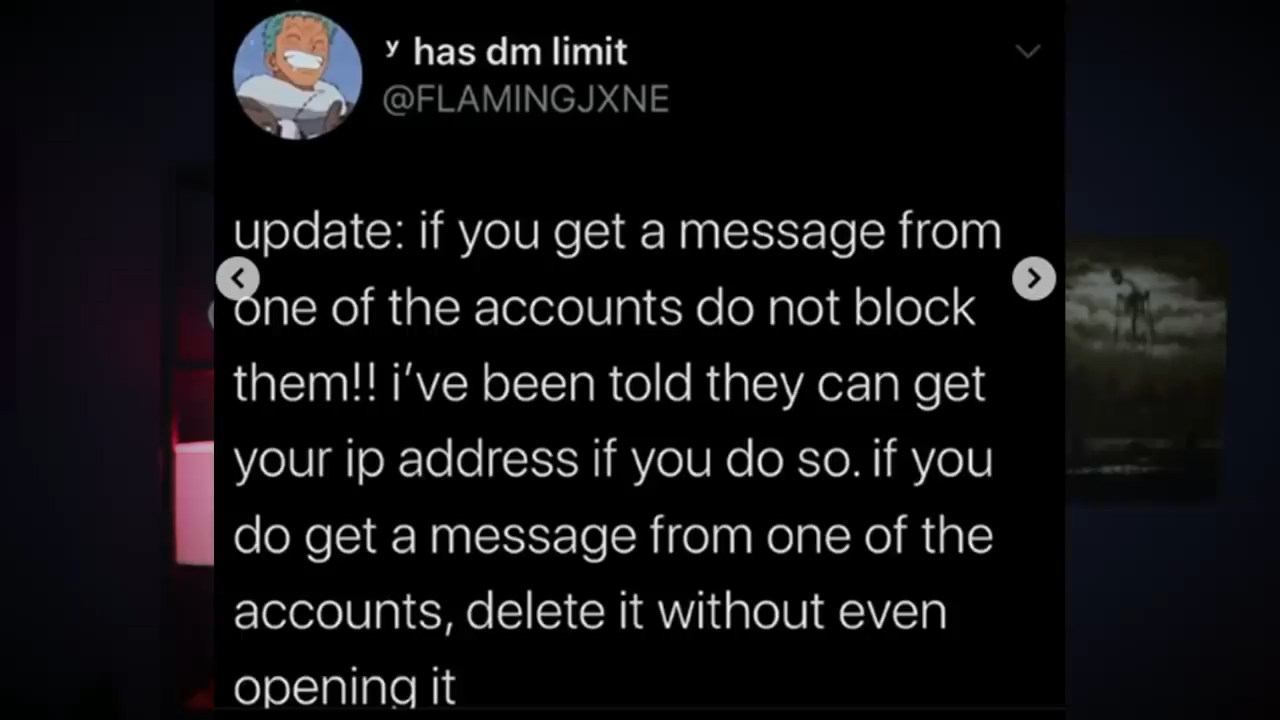 ʸ has dm limit
@FLAMINGJXNE
update: if you get a message from
one of the accounts do not block
them!! i've been told they can get
your ip address if you do so. if you
do get a message from one of the
accounts, delete it without even
opening it